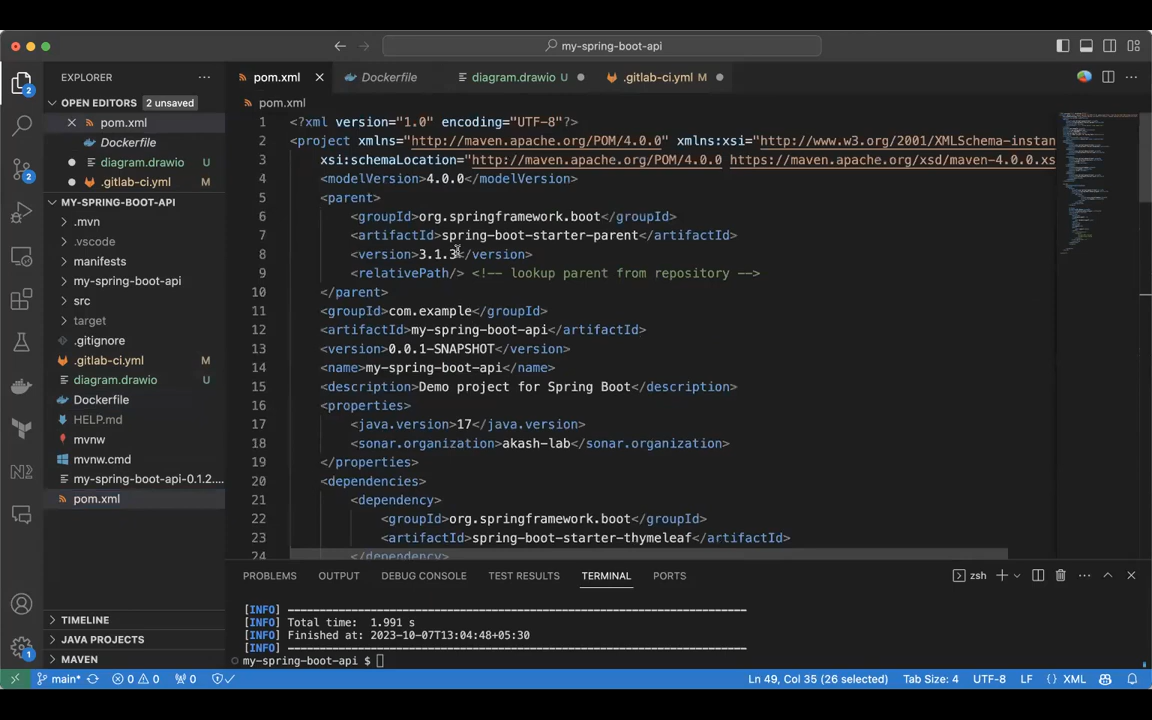 my-spring-boot-api
EXPLORER
pom.xml
Dockerfile
diagram.drawio
.gitlab-ci.yml M
OPEN EDITORS 2 unsaved
pom.xml
Dockerfile
diagram.drawio U
.gitlab-ci.yml M
MY-SPRING-BOOT-API
.mvn
.vscode
manifests
my-spring-boot-api
src
target
.gitignore
.gitlab-ci.yml M
diagram.drawio U
Dockerfile
HELP.md
mvnw
mvnw.cmd
my-spring-boot-api-0.1.2....
pom.xml
TIMELINE
JAVA PROJECTS
MAVEN
2
2
1
pom.xml
1 <?xml version="1.0" encoding="UTF-8"?>
2 <project xmlns="http://maven.apache.org/POM/4.0.0" xmlns:xsi="http://www.w3.org/2001/XMLSchema-instan
3 xsi:schemaLocation="http://maven.apache.org/POM/4.0.0 https://maven.apache.org/xsd/maven-4.0.0.xs
4 <modelVersion>4.0.0</modelVersion>
5 <parent>
6 <groupId>org.springframework.boot</groupId>
7 <artifactId>spring-boot-starter-parent</artifactId>
8 <version>3.1.3</version>
9 <relativePath/> <!-- lookup parent from repository -->
10 </parent>
11 <groupId>com.example</groupId>
12 <artifactId>my-spring-boot-api</artifactId>
13 <version>0.0.1-SNAPSHOT</version>
14 <name>my-spring-boot-api</name>
15 <description>Demo project for Spring Boot</description>
16 <properties>
17 <java.version>17</java.version>
18 <sonar.organization>akash-lab</sonar.organization>
19 </properties>
20 <dependencies>
21 <dependency>
22 <groupId>org.springframework.boot</groupId>
23 <artifactId>spring-boot-starter-thymeleaf</artifactId>
24 </dependency>
PROBLEMS OUTPUT DEBUG CONSOLE TEST RESULTS TERMINAL PORTS
zsh
[INFO] ------------------------------------------------------------------------
[INFO] Total time: 1.991 s
[INFO] Finished at: 2023-10-07T13:04:48+05:30
[INFO] ------------------------------------------------------------------------
my-spring-boot-api $
main* 0 0 0 Ln 49, Col 35 (26 selected) Tab Size: 4 UTF-8 LF {} XML